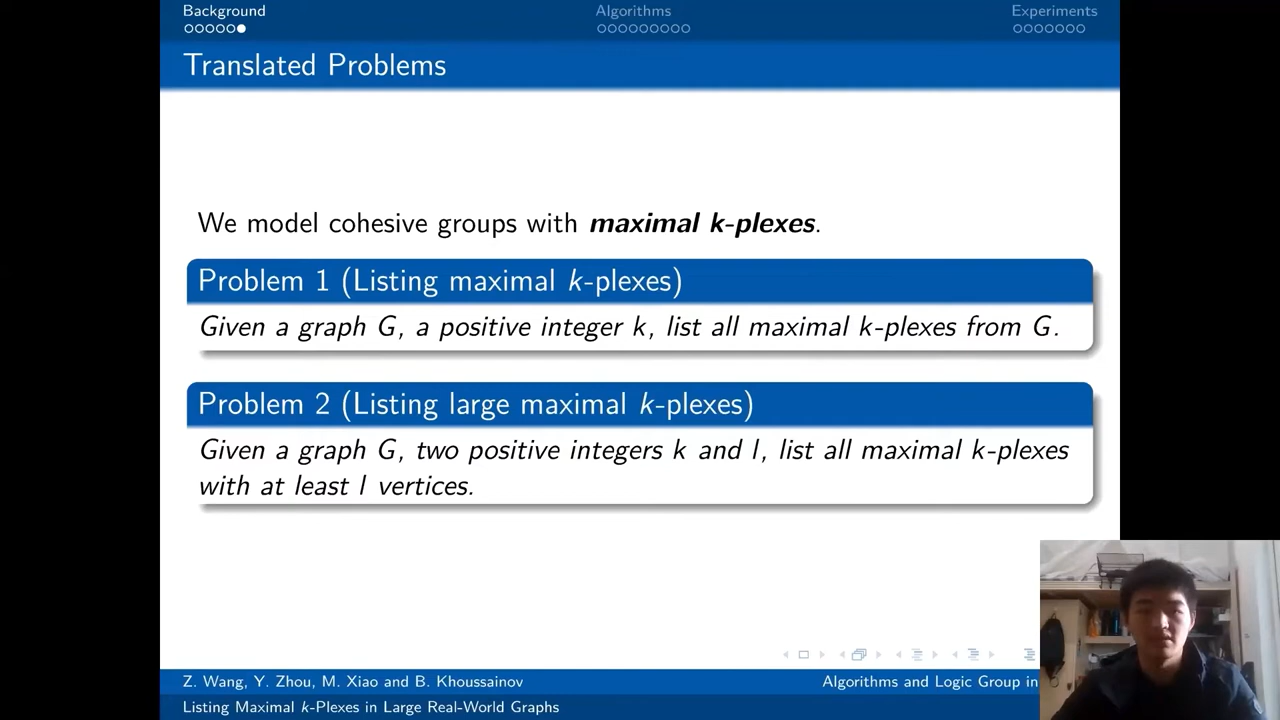 Background
Algorithms
Experiments
Translated Problems
We model cohesive groups with maximal k-plexes.
Problem 1 (Listing maximal k-plexes)
Given a graph G, a positive integer k, list all maximal k-plexes from G.
Problem 2 (Listing large maximal k-plexes)
Given a graph G, two positive integers k and l, list all maximal k-plexes
with at least l vertices.
Z. Wang, Y. Zhou, M. Xiao and B. Khoussainov
Algorithms and Logic Group in
Listing Maximal k-Plexes in Large Real-World Graphs